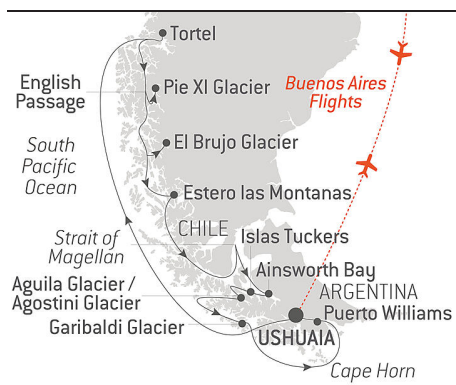 Tortel
English
Passage
Pie XI Glacier
Buenos Aires
Flights
South
Pacific
Ocean
El Brujo Glacier
Estero las Montanas
CHILE
Strait of
Magellan
Islas Tuckers
Ainsworth Bay
Aguila Glacier /
Agostini Glacier
ARGENTINA
Puerto Williams
Garibaldi Glacier
USHUAIA
Cape Horn